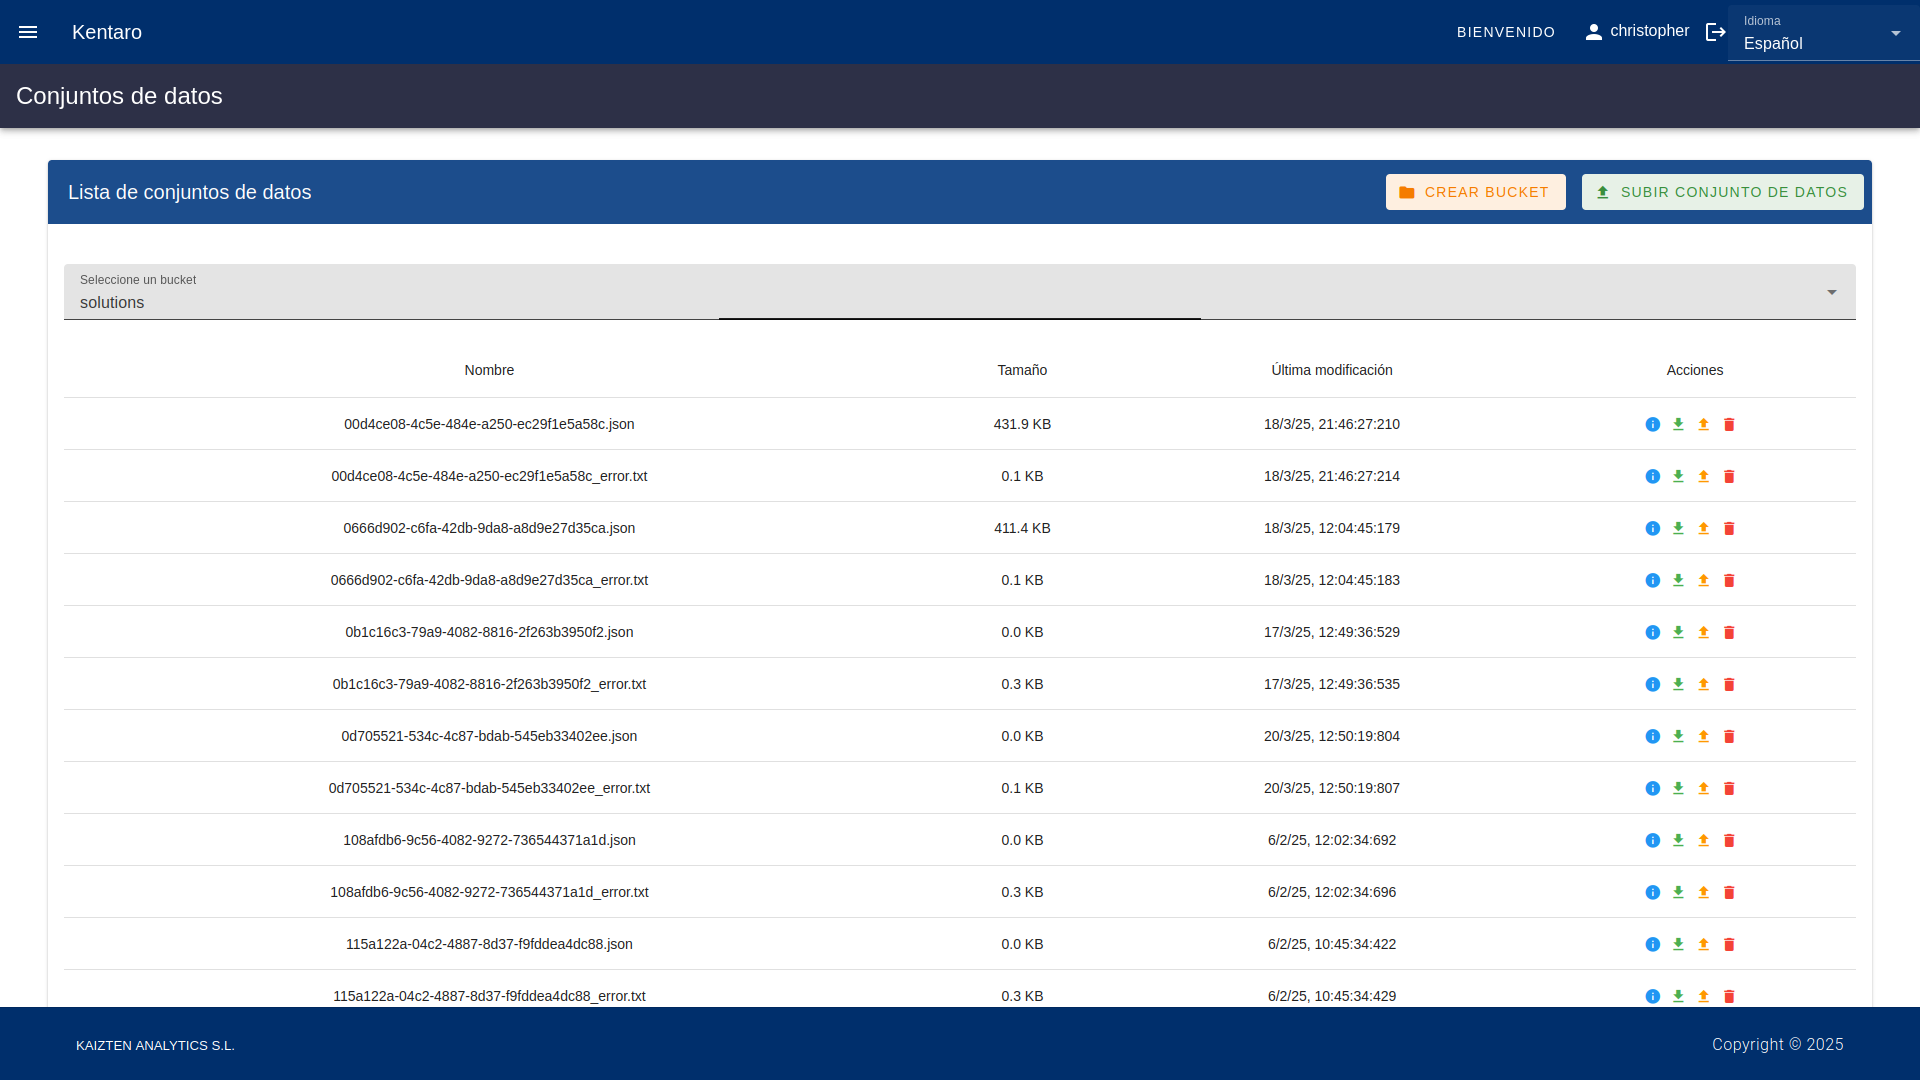 Kentaro
BIENVENIDO
christopher
Idioma
Español
Conjuntos de datos
Lista de conjuntos de datos
CREAR BUCKET
SUBIR CONJUNTO DE DATOS
Seleccione un bucket
solutions
Nombre Tamaño Última modificación Acciones
00d4ce08-4c5e-484e-a250-ec29f1e5a58c.json 431.9 KB 18/3/25, 21:46:27:210
00d4ce08-4c5e-484e-a250-ec29f1e5a58c_error.txt 0.1 KB 18/3/25, 21:46:27:214
0666d902-c6fa-42db-9da8-a8d9e27d35ca.json 411.4 KB 18/3/25, 12:04:45:179
0666d902-c6fa-42db-9da8-a8d9e27d35ca_error.txt 0.1 KB 18/3/25, 12:04:45:183
0b1c16c3-79a9-4082-8816-2f263b3950f2.json 0.0 KB 17/3/25, 12:49:36:529
0b1c16c3-79a9-4082-8816-2f263b3950f2_error.txt 0.3 KB 17/3/25, 12:49:36:535
0d705521-534c-4c87-bdab-545eb33402ee.json 0.0 KB 20/3/25, 12:50:19:804
0d705521-534c-4c87-bdab-545eb33402ee_error.txt 0.1 KB 20/3/25, 12:50:19:807
108afdb6-9c56-4082-9272-736544371a1d.json 0.0 KB 6/2/25, 12:02:34:692
108afdb6-9c56-4082-9272-736544371a1d_error.txt 0.3 KB 6/2/25, 12:02:34:696
115a122a-04c2-4887-8d37-f9fddea4dc88.json 0.0 KB 6/2/25, 10:45:34:422
115a122a-04c2-4887-8d37-f9fddea4dc88_error.txt 0.3 KB 6/2/25, 10:45:34:429
KAIZTEN ANALYTICS S.L.
Copyright © 2025